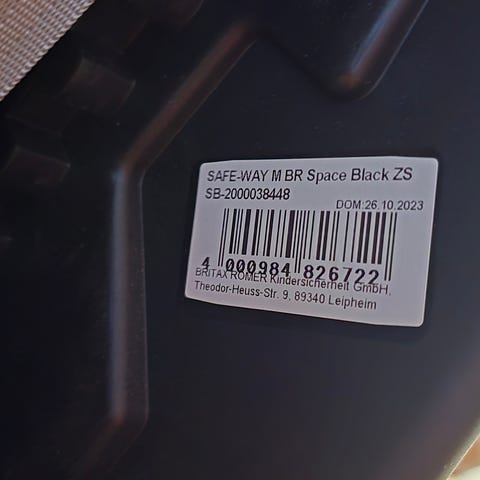 SAFE-WAY M BR Space Black ZS
SB-2000038448
DOM:26.10.2023
4 000984 826722
BRITAX RÖMER Kindersicherheit GmbH,
Theodor-Heuss-Str. 9, 89340 Leipheim